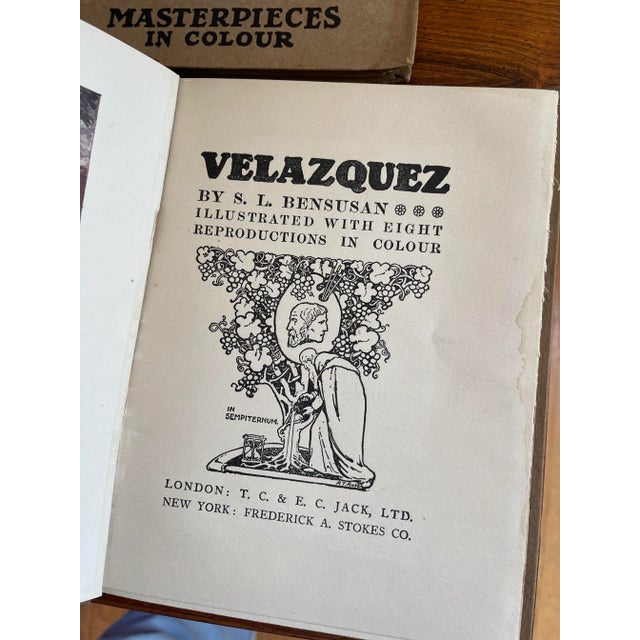 MASTERPIECES
IN COLOUR
VELAZQUEZ
BY S. L. BENSUSAN
ILLUSTRATED WITH EIGHT
REPRODUCTIONS IN COLOUR
IN
SEMPITERNUM.
LONDON: T. C. & E. C. JACK, LTD.
NEW YORK: FREDERICK A. STOKES CO.